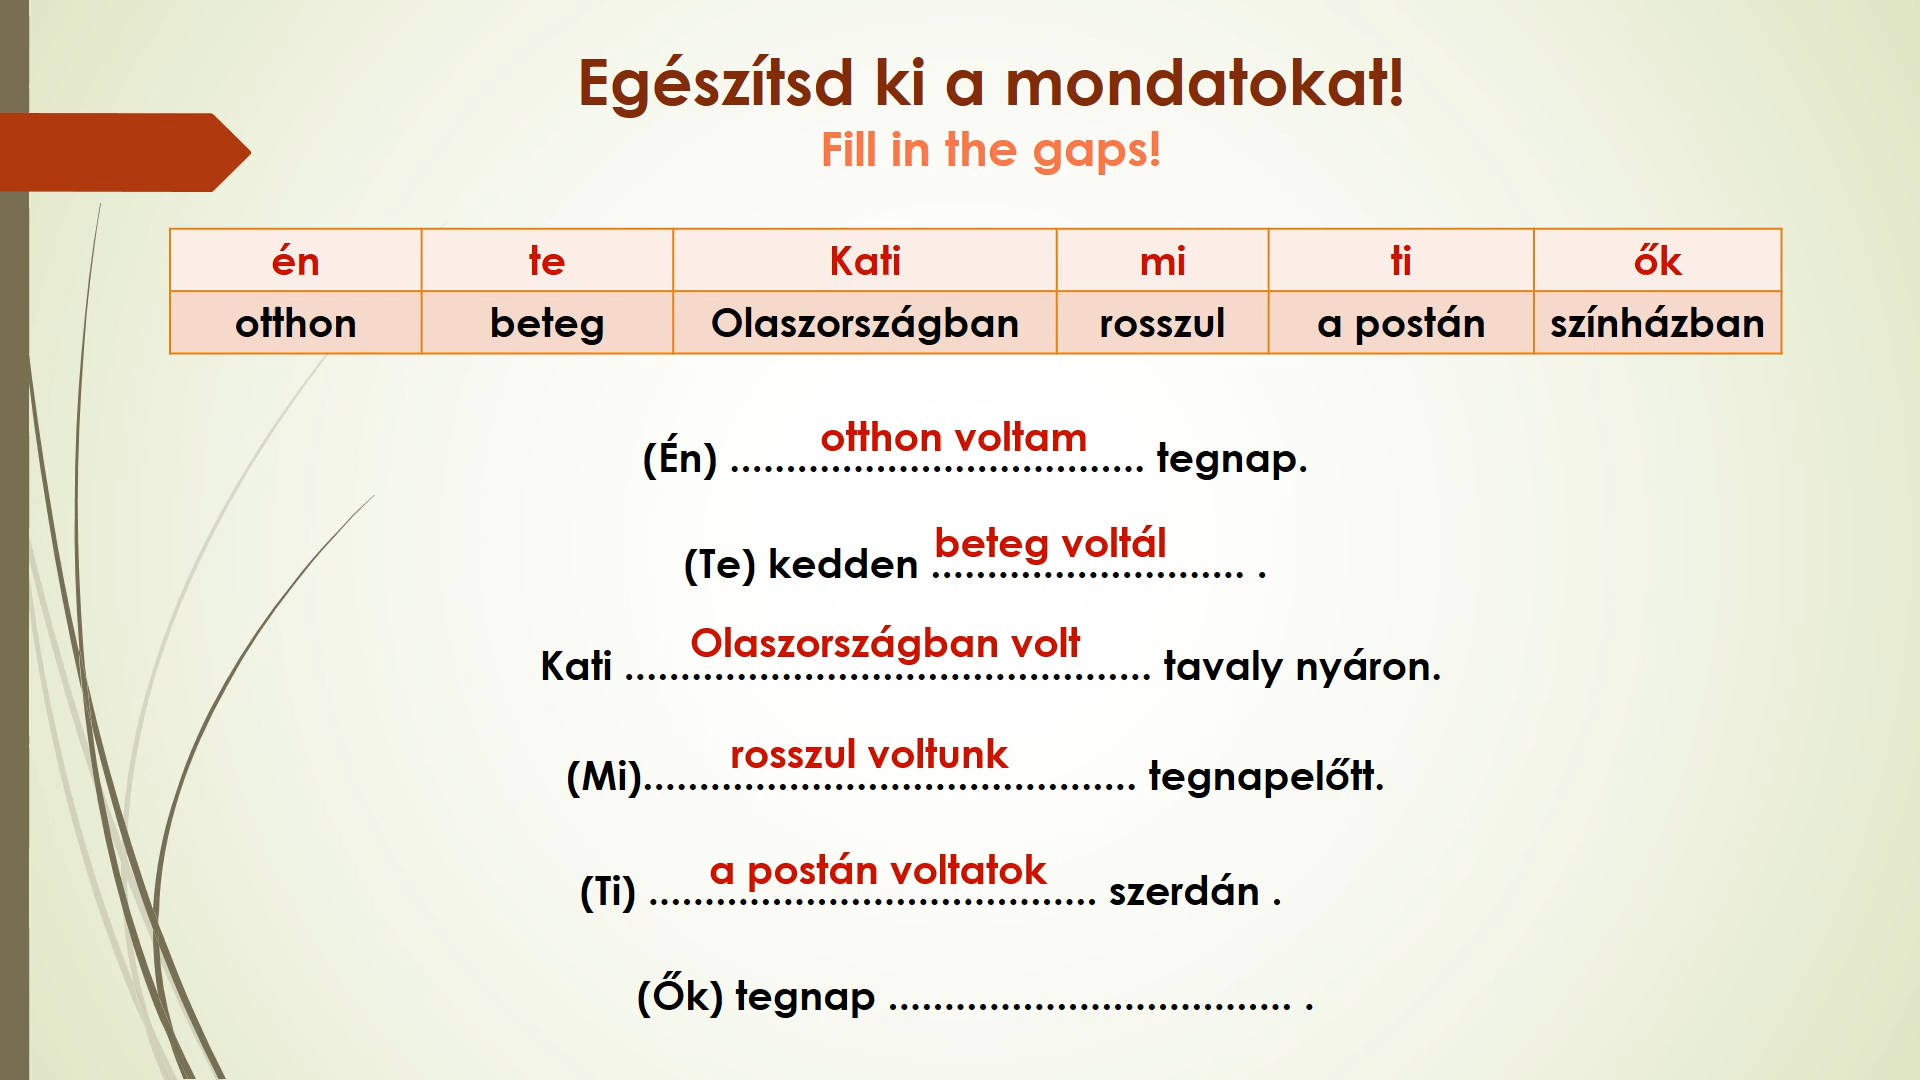 Egészítsd ki a mondatokat!
Fill in the gaps!
én te Kati mi ti ők
otthon beteg Olaszországban rosszul a postán színházban
otthon voltam
(Én) ..................................... tegnap.
beteg voltál
(Te) kedden ............................ .
Olaszországban volt
Kati ............................................... tavaly nyáron.
rosszul voltunk
(Mi)............................................ tegnapelőtt.
a postán voltatok
(Ti) ........................................ szerdán .
(Ők) tegnap .................................... .